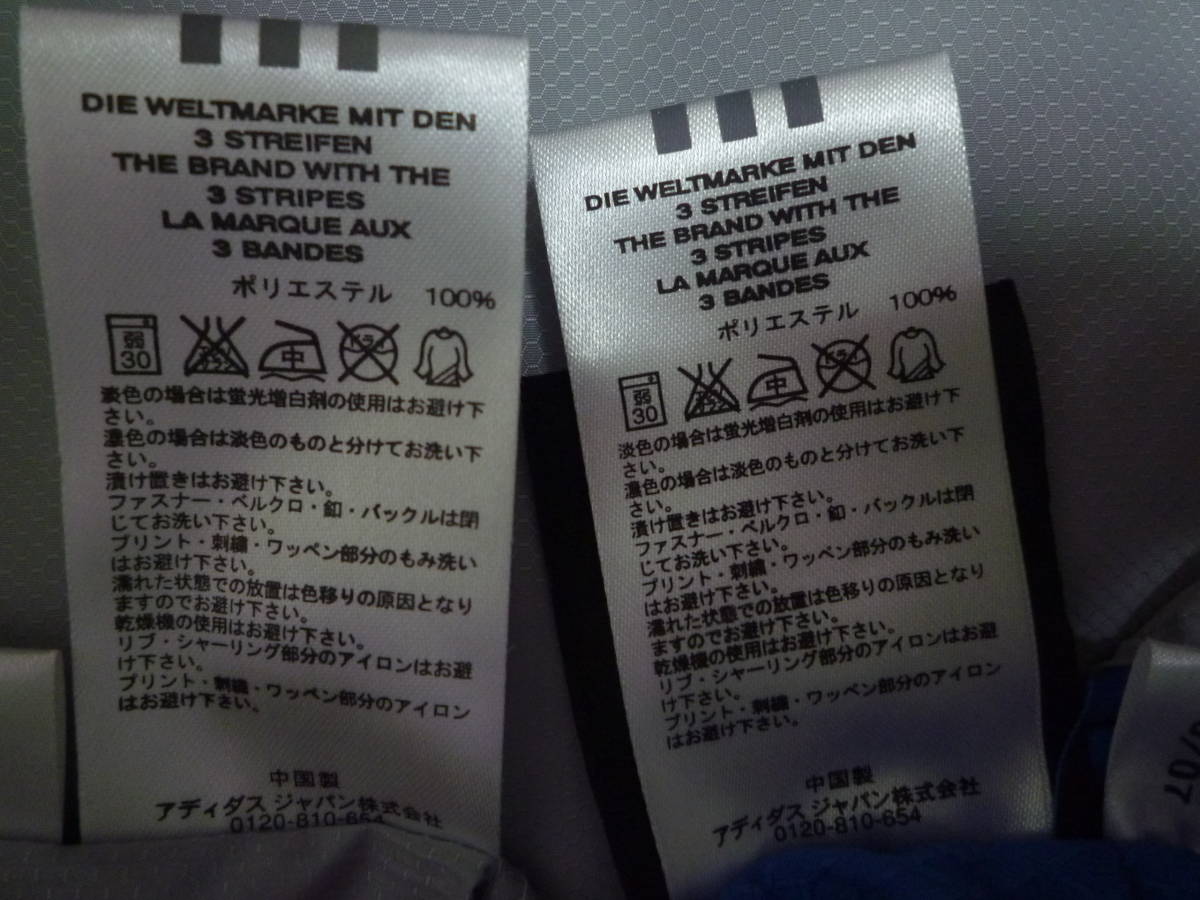 DIE WELTMARKE MIT DEN
3 STREIFEN
THE BRAND WITH THE
3 STRIPES
LA MARQUE AUX
3 BANDES
ポリエステル 100%
弱
30
エンソ
サラシ
中
ドライ
淡色の場合は蛍光増白剤の使用はお避け下
さい。
濃色の場合は淡色のものと分けてお洗い下
さい。
漬け置きはお避け下さい。
ファスナー・ベルクロ・釦・バックルは閉
じてお洗い下さい。
プリント・刺繍・ワッペン部分のもみ洗い
はお避け下さい。
濡れた状態での放置は色移りの原因となり
ますのでお避け下さい。
乾燥機の使用はお避け下さい。
リブ・シャーリング部分のアイロンはお避
け下さい。
プリント・刺繍・ワッペン部分のアイロン
はお避け下さい。
中国製
アディダス ジャパン株式会社
0120-810-654
DIE WELTMARKE MIT DEN
3 STREIFEN
THE BRAND WITH THE
3 STRIPES
LA MARQUE AUX
3 BANDES
ポリエステル 100%
弱
30
エンソ
サラシ
中
ドライ
淡色の場合は蛍光増白剤の使用はお避け下
さい。
濃色の場合は淡色のものと分けてお洗い下
さい。
漬け置きはお避け下さい。
ファスナー・ベルクロ・釦・バックルは閉
じてお洗い下さい。
プリント・刺繍・ワッペン部分のもみ洗い
はお避け下さい。
濡れた状態での放置は色移りの原因となり
ますのでお避け下さい。
乾燥機の使用はお避け下さい。
リブ・シャーリング部分のアイロンはお避
け下さい。
プリント・刺繍・ワッペン部分のアイロン
はお避け下さい。
中国製
アディダス ジャパン株式会社
0120-810-654
/07